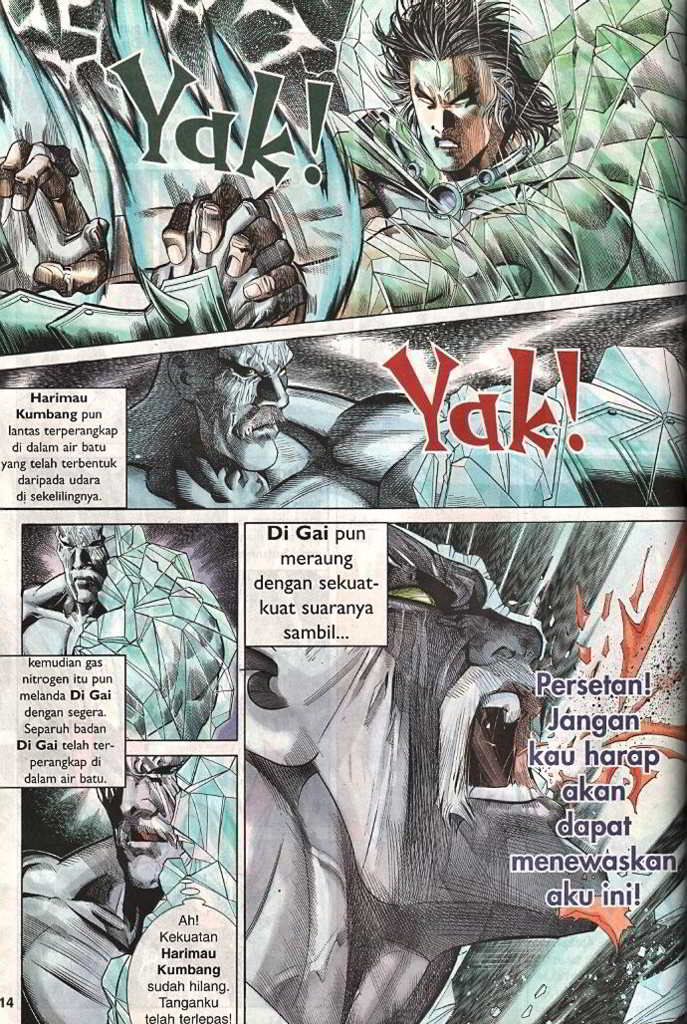 Yak!
Yak!
Harimau
Kumbang pun
lantas terperangkap
di dalam air batu
yang telah terbentuk
daripada udara
di sekelilingnya.
kemudian gas
nitrogen itu pun
melanda Di Gai
dengan segera.
Separuh badan
Di Gai telah ter-
perangkap di
dalam air batu.
Ah!
Kekuatan
Harimau
Kumbang
sudah hilang.
Tanganku
telah terlepas!
Di Gai pun
meraung
dengan sekuat-
kuat suaranya
sambil...
Persetan!
Jangan
kau harap
akan
dapat
menewaskan
aku ini!
14